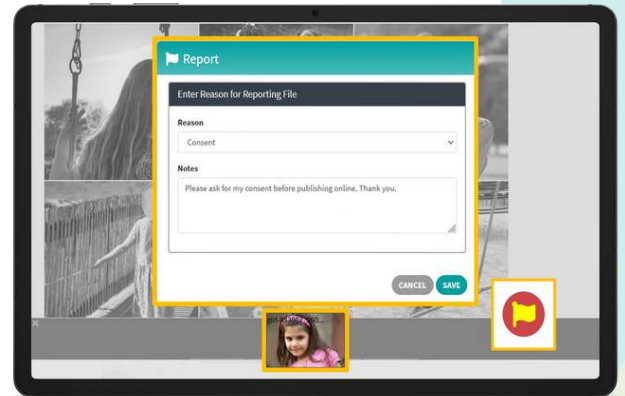 Report
Enter Reason for Reporting File
Reason
Consent
Notes
Please ask for my consent before publishing online. Thank you.
CANCEL SAVE